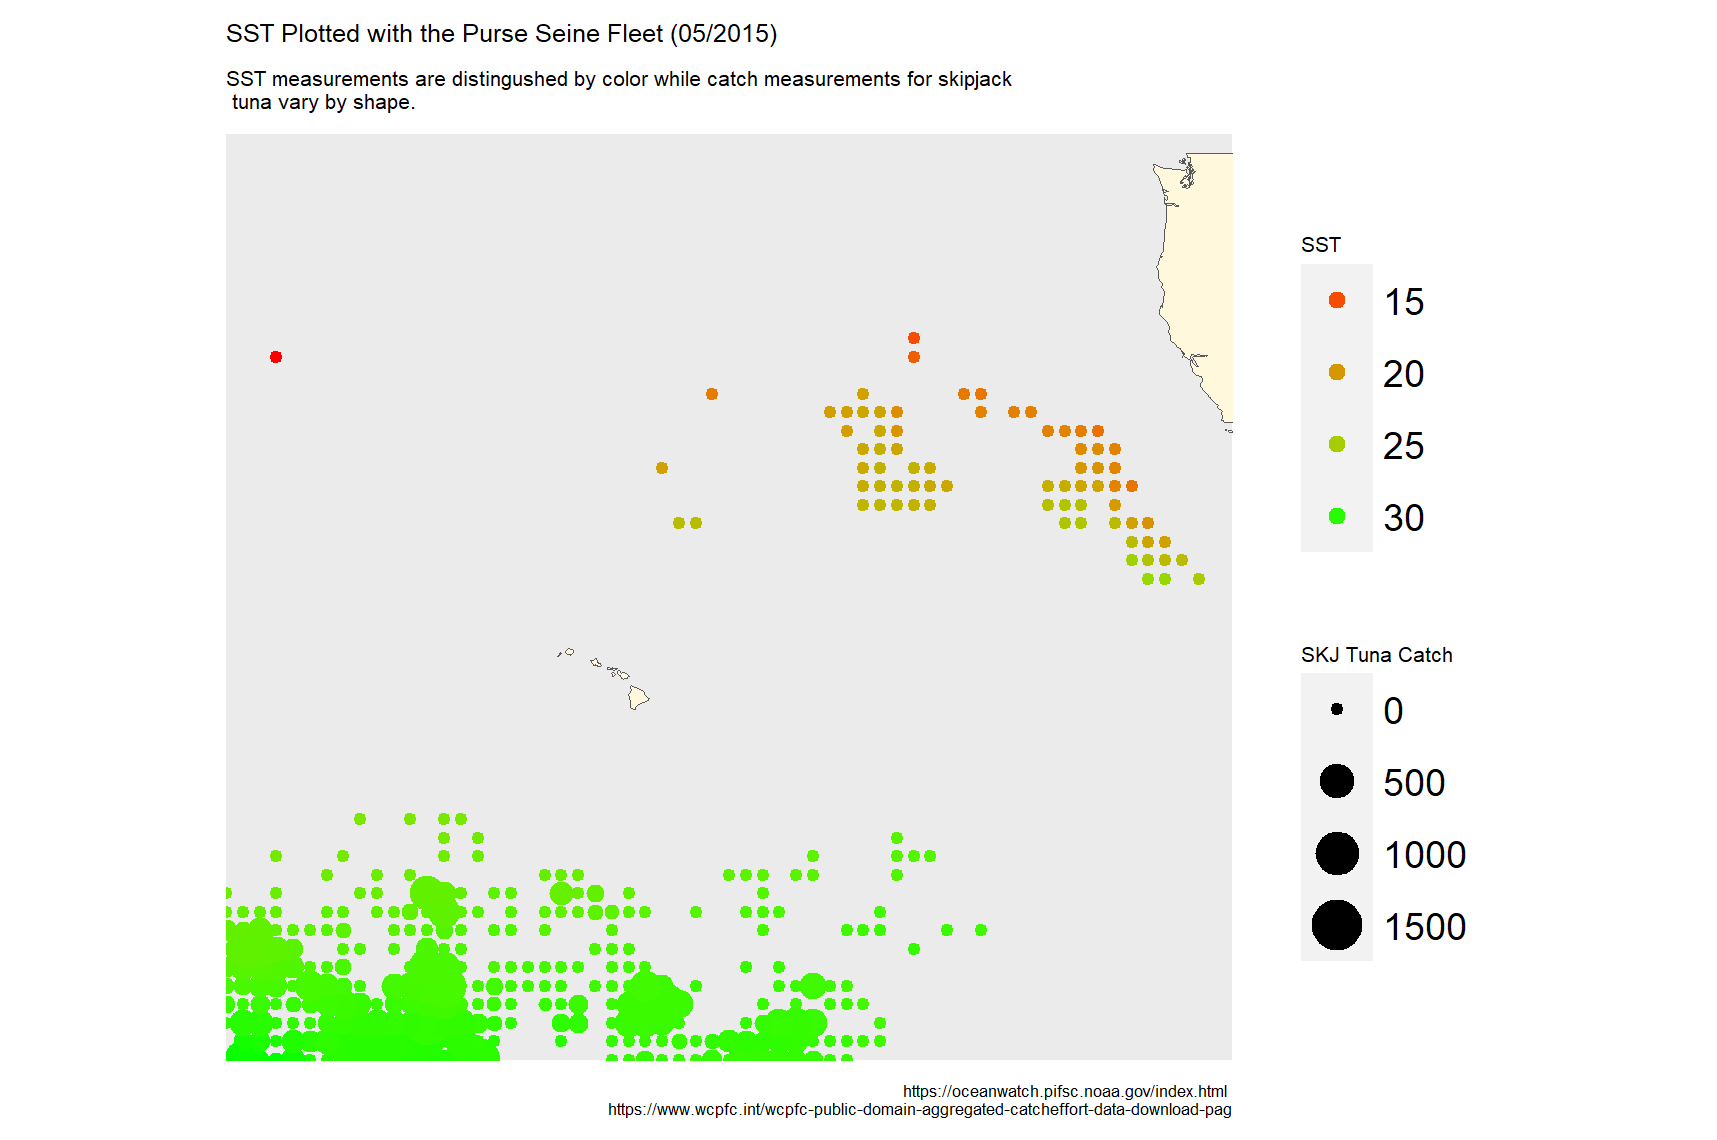 SST Plotted with the Purse Seine Fleet (05/2015)
SST measurements are distingushed by color while catch measurements for skipjack
tuna vary by shape.
SST
15
20
25
30
SKJ Tuna Catch
0
500
1000
1500
https://oceanwatch.pifsc.noaa.gov/index.html
https://www.wcpfc.int/wcpfc-public-domain-aggregated-catcheffort-data-download-pag